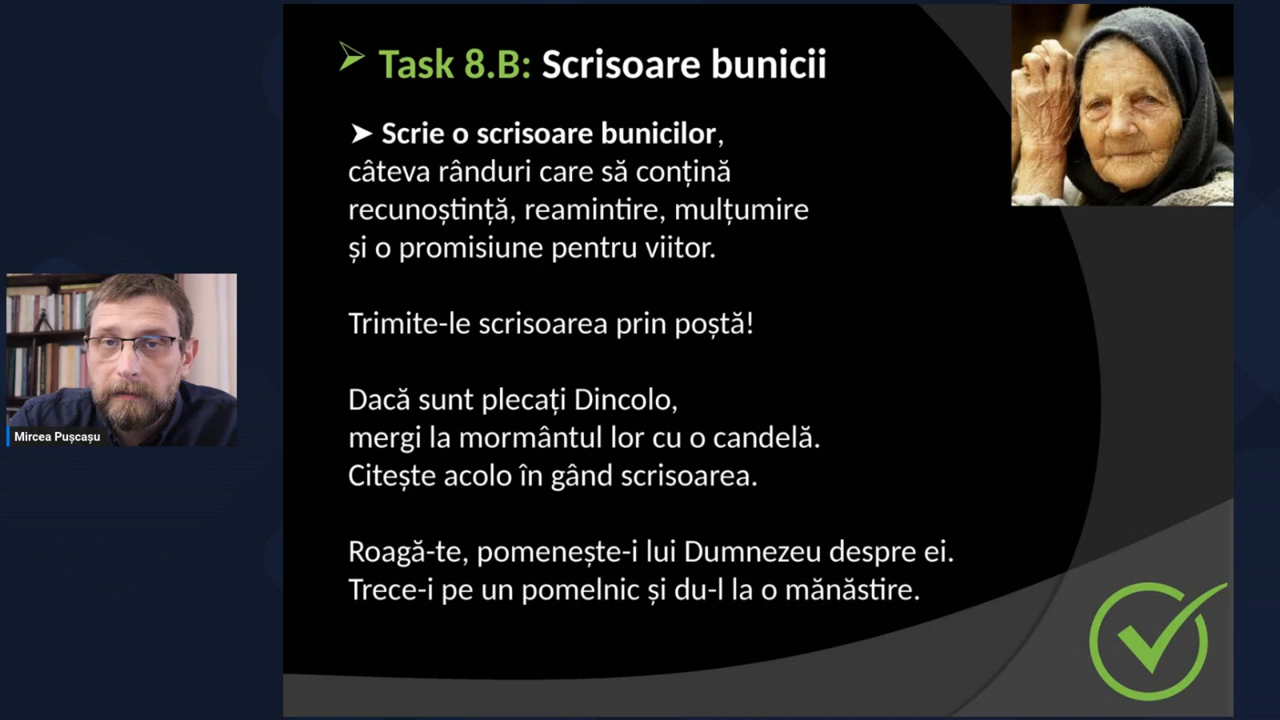 ➢ Task 8.B: Scrisoare bunicii
➤ Scrie o scrisoare bunicilor,
câteva rânduri care să conțină
recunoștință, reamintire, mulțumire
și o promisiune pentru viitor.
Trimite-le scrisoarea prin poștă!
Dacă sunt plecați Dincolo,
mergi la mormântul lor cu o candelă.
Citește acolo în gând scrisoarea.
Roagă-te, pomenește-i lui Dumnezeu despre ei.
Trece-i pe un pomelnic și du-l la o mănăstire.
Mircea Pușcașu